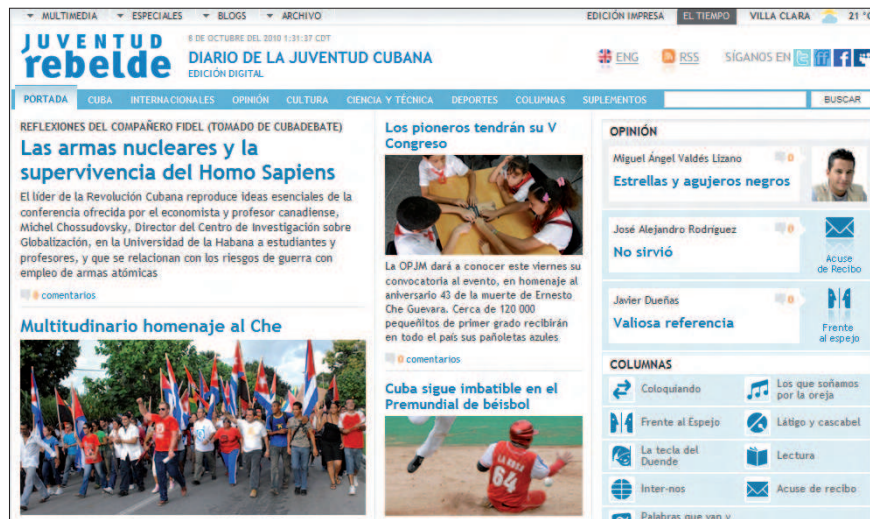 MULTIMEDIA ESPECIALES BLOGS ARCHIVO
EDICIÓN IMPRESA EL TIEMPO VILLA CLARA 21 °C
JUVENTUD
rebelde
6 DE OCTUBRE DEL 2010 1:31:37 CDT
DIARIO DE LA JUVENTUD CUBANA
EDICIÓN DIGITAL
ENG RSS SÍGANOS EN
PORTADA CUBA INTERNACIONALES OPINIÓN CULTURA CIENCIA Y TÉCNICA DEPORTES COLUMNAS SUPLEMENTOS BUSCAR
REFLEXIONES DEL COMPAÑERO FIDEL (TOMADO DE CUBADEBATE)
Las armas nucleares y la
supervivencia del Homo Sapiens
El líder de la Revolución Cubana reproduce ideas esenciales de la
conferencia ofrecida por el economista y profesor canadiense,
Michel Chossudovsky, Director del Centro de Investigación sobre
Globalización, en la Universidad de la Habana a estudiantes y
profesores, y que se relacionan con los riesgos de guerra con
empleo de armas atómicas
0 comentarios
Multitudinario homenaje al Che
Los pioneros tendrán su V
Congreso
La OPJM dará a conocer este viernes su
convocatoria al evento, en homenaje al
aniversario 43 de la muerte de Ernesto
Che Guevara. Cerca de 120 000
pequeñitos de primer grado recibirán
en todo el país sus pañoletas azules
0 comentarios
Cuba sigue imbatible en el
Premundial de béisbol
LA ROSA
64
OPINIÓN
Miguel Ángel Valdés Lizano 0
Estrellas y agujeros negros
José Alejandro Rodríguez 0
No sirvió
Acuse
de Recibo
Javier Dueñas 0
Valiosa referencia
Frente
al espejo
COLUMNAS
Coloquiando
Los que soñamos
por la oreja
Frente al Espejo
Látigo y cascabel
La tecla del
Duende
Lectura
Inter-nos
Acuse de recibo
Palabras que van y